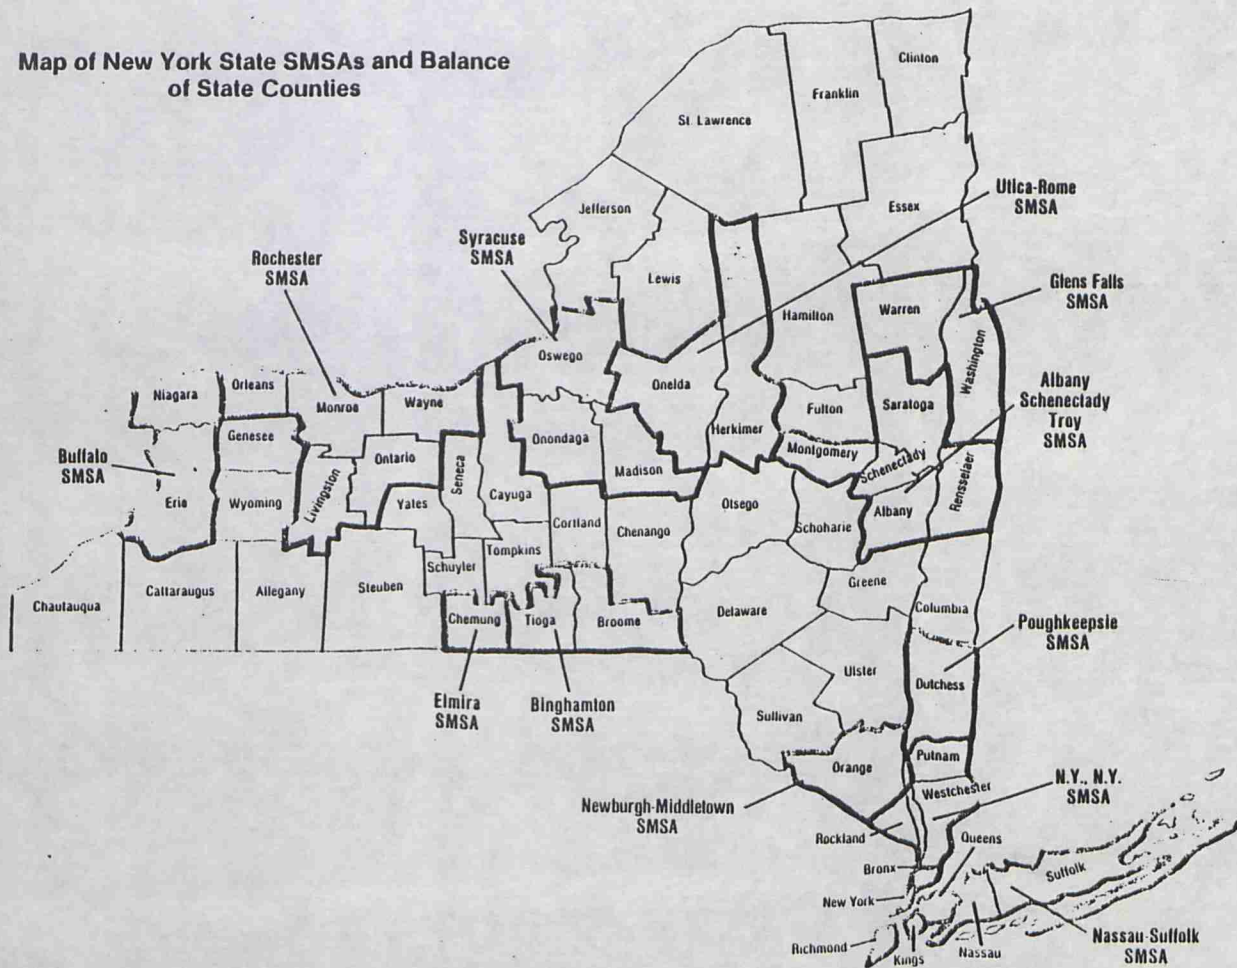 Map of New York State SMSAs and Balance
of State Counties
Clinton
Franklin
St. Lawrence
Utica-Rome
SMSA
Essex
Jefferson
Syracuse
SMSA
Rochester
SMSA
Lewis
Glens Falls
SMSA
Warren
Hamilton
Oswego
Washington
Albany
Schenectady
Troy
SMSA
Oneida
Niagara
Orleans
Monroe
Wayne
Fulton
Saratoga
Herkimer
Genesee
Onondaga
Montgomery
Schenectady
Buffalo
SMSA
Ontario
Madison
Seneca
Rensselaer
Livingston
Erie
Wyoming
Yates
Cayuga
Otsego
Albany
Cortland
Chenango
Schoharie
Tompkins
Schuyler
Steuben
Greene
Cattaraugus
Allegany
Chautauqua
Delaware
Columbia
Chemung
Tioga
Broome
Poughkeepsie
SMSA
Ulster
Dutchess
Elmira
SMSA
Binghamton
SMSA
Sullivan
Putnam
Orange
N.Y., N.Y.
SMSA
Westchester
Newburgh-Middletown
SMSA
Rockland
Queens
Bronx
Suffolk
New York
Nassau-Suffolk
SMSA
Richmond
Kings
Nassau